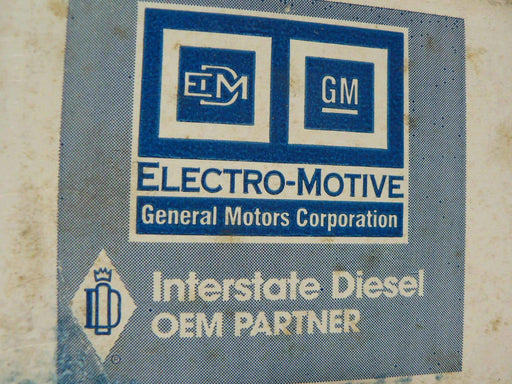 EMD GM
ELECTRO-MOTIVE
General Motors Corporation
Interstate Diesel
OEM PARTNER